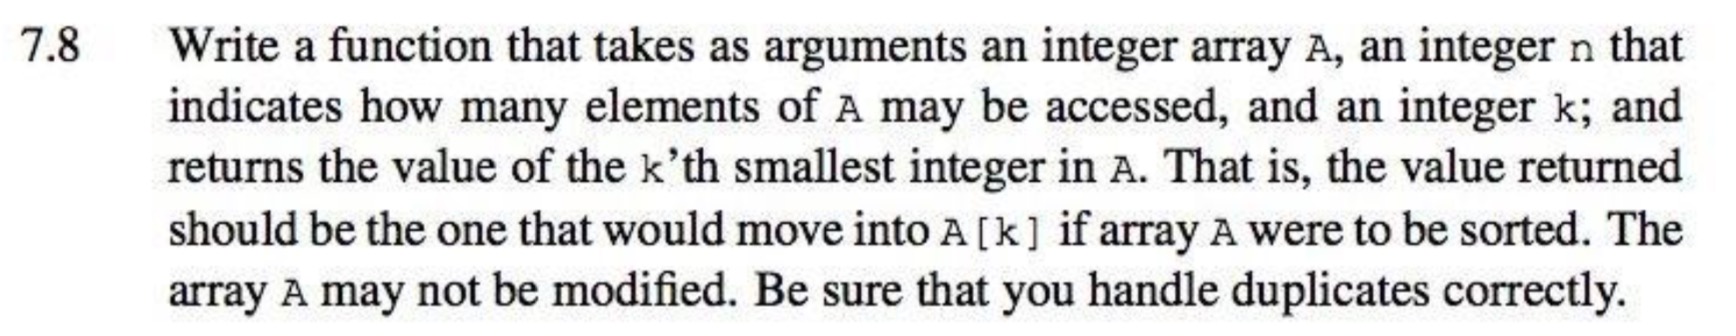 7.8 Write a function that takes as arguments an integer array A, an integer n that
indicates how many elements of A may be accessed, and an integer k; and
returns the value of the k'th smallest integer in A. That is, the value returned
should be the one that would move into A[k] if array A were to be sorted. The
array A may not be modified. Be sure that you handle duplicates correctly.